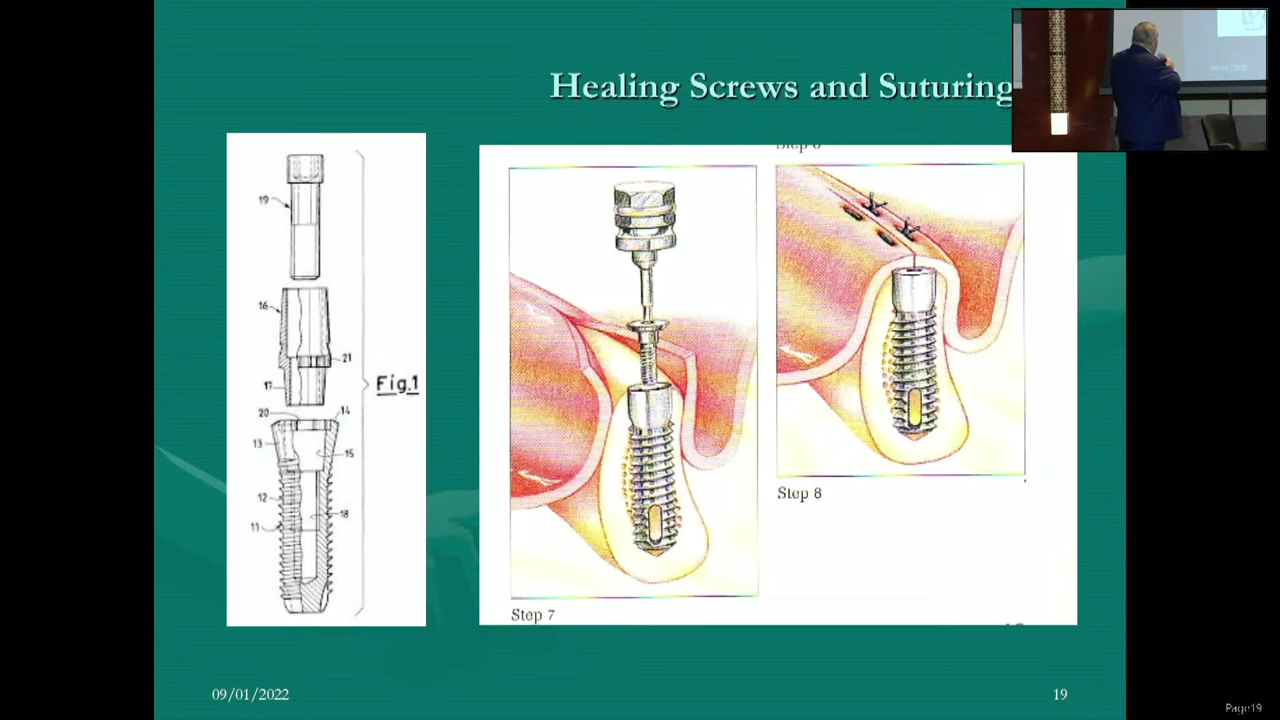 Healing Screws and Suturing
19
16
21
17
20
14
13
15
12
18
11
Fig.1
Step 7
Step 8
09/01/2022
19
Page19